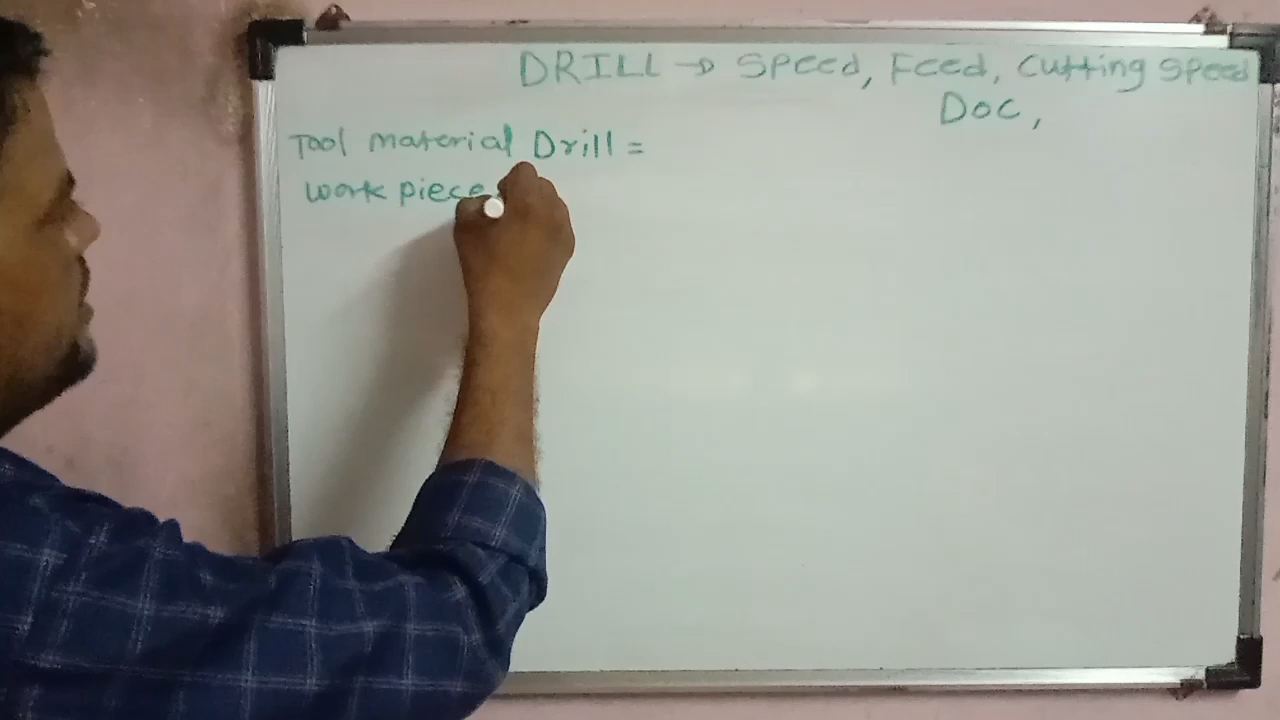 DRILL → Speed, Feed, Cutting Speed
DOC,
Tool material Drill =
work piece